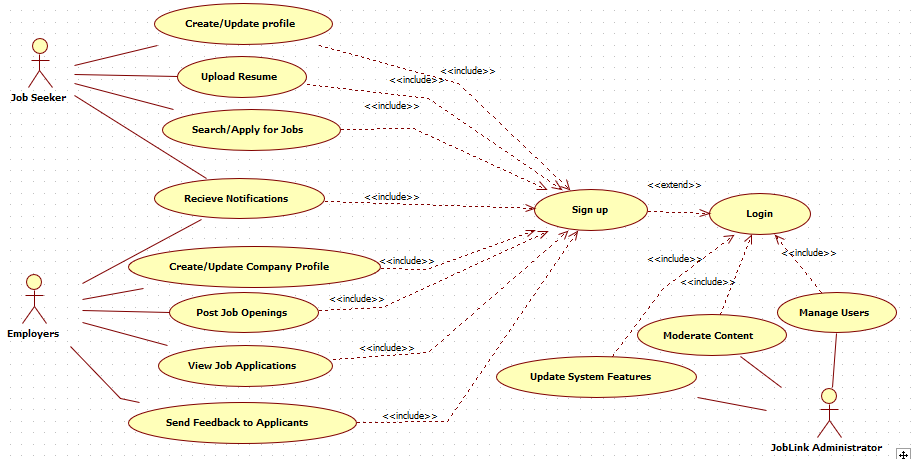 Create/Update profile
<<include>>
Upload Resume
<<include>>
Job Seeker
<<include>>
Search/Apply for Jobs
<<extend>>
Recieve Notifications
<<include>>
Sign up
Login
<<include>>
<<include>>
<<include>>
Create/Update Company Profile
<<include>>
<<include>>
Post Job Openings
Manage Users
Employers
Moderate Content
<<include>>
View Job Applications
Update System Features
<<include>>
Send Feedback to Applicants
JobLink Administrator